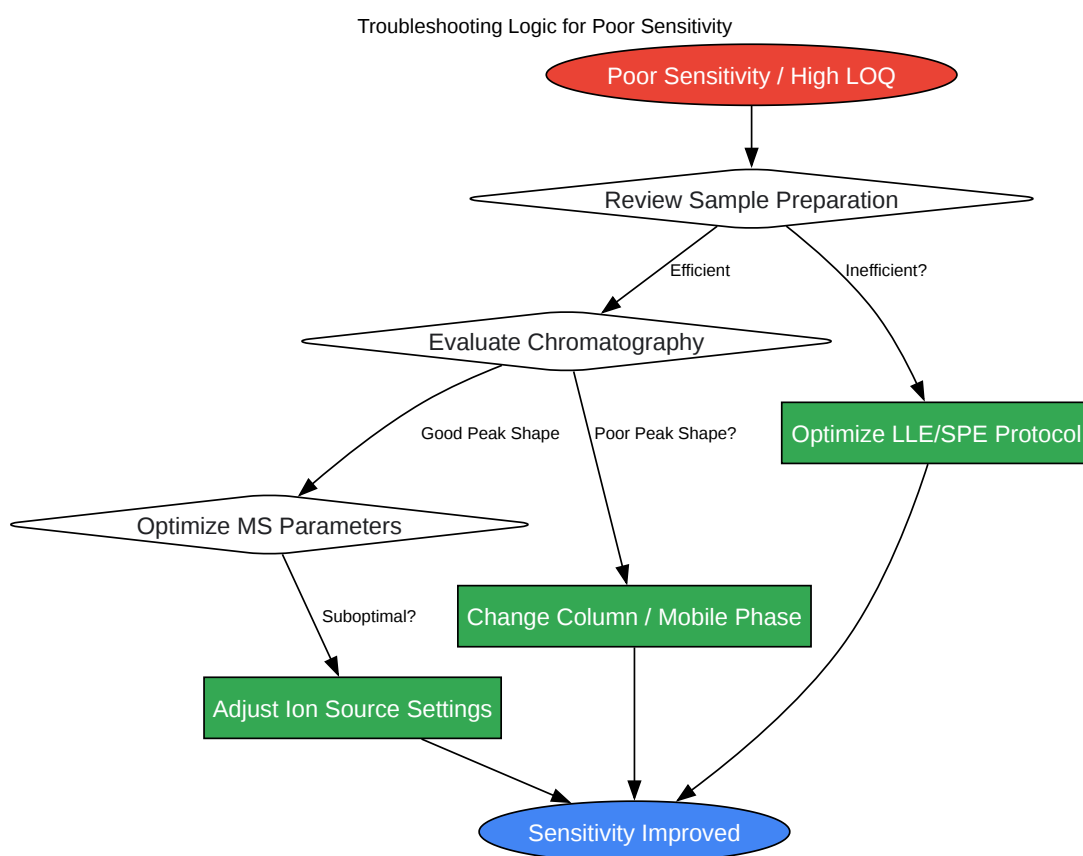 Troubleshooting Logic for Poor Sensitivity
Poor Sensitivity / High LOQ
Review Sample Preparation
Efficient
Inefficient?
Evaluate Chromatography
Optimize LLE/SPE Protocol
Good Peak Shape
Poor Peak Shape?
Optimize MS Parameters
Suboptimal?
Change Column / Mobile Phase
Adjust Ion Source Settings
Sensitivity Improved